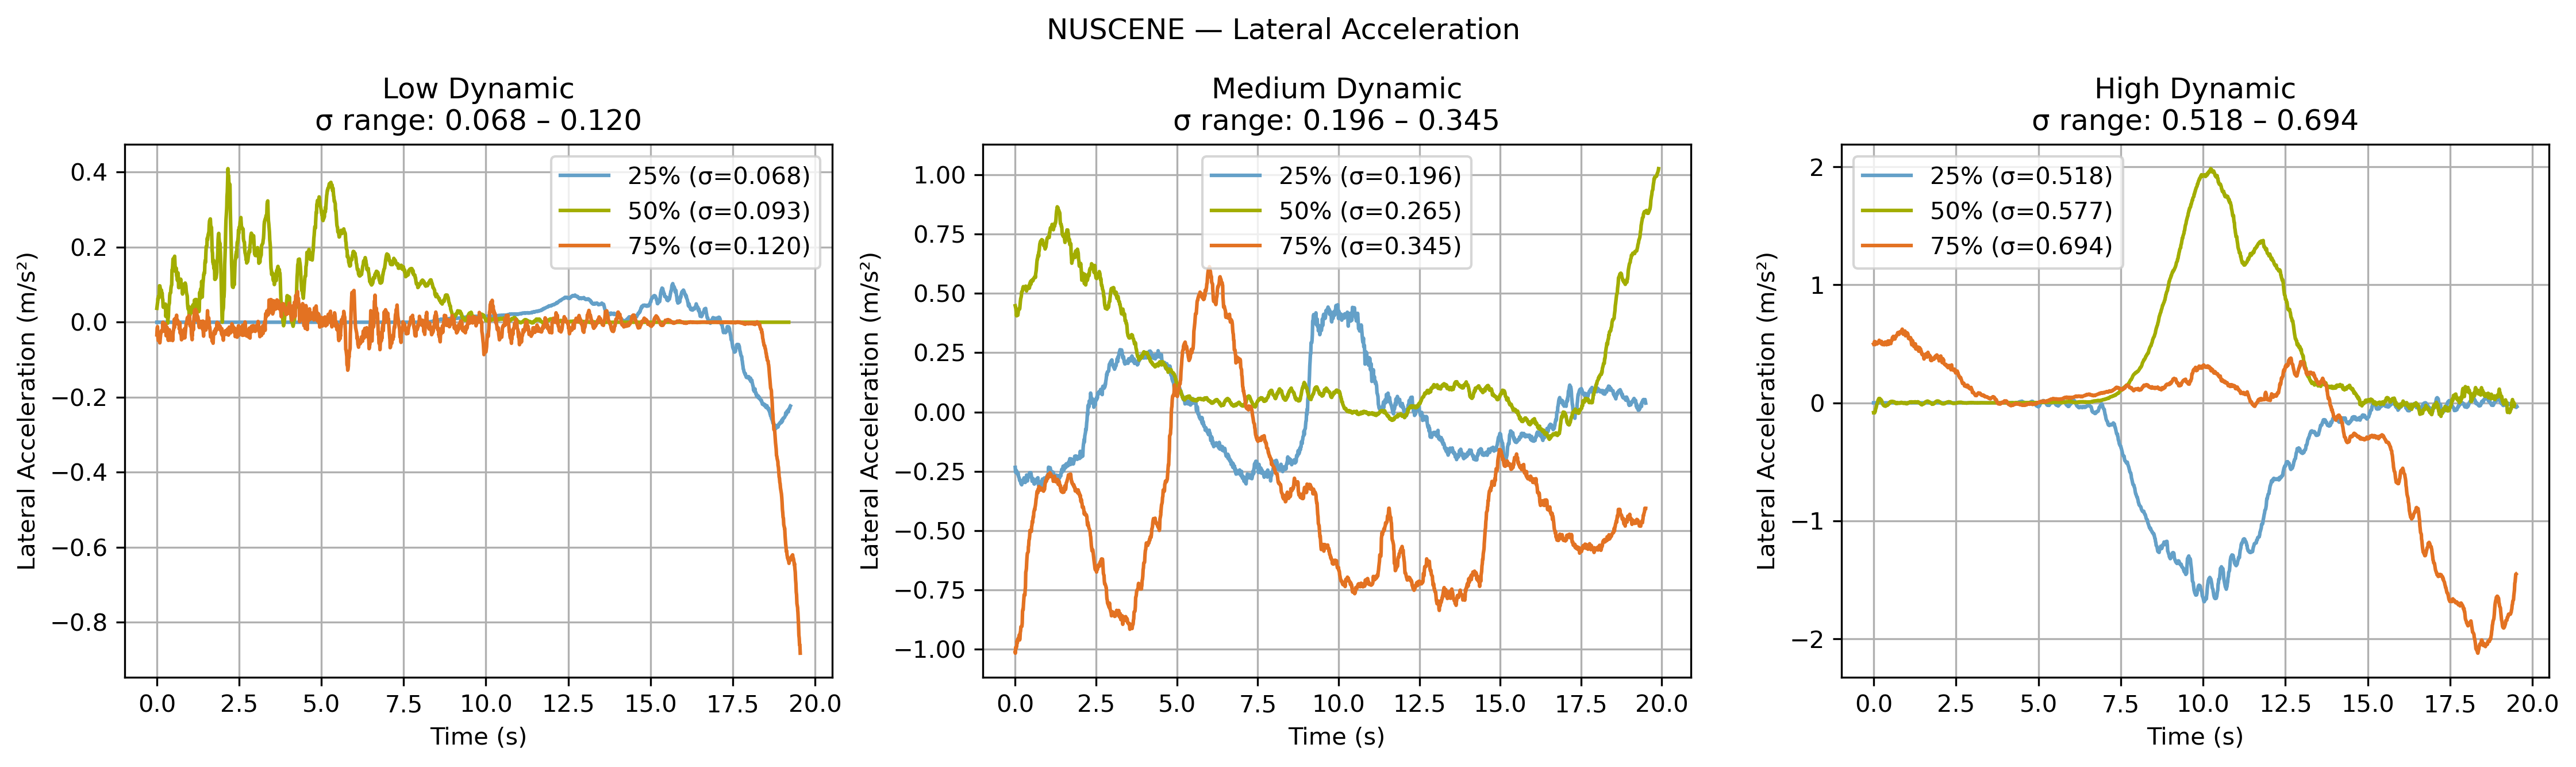 NUSCENE — Lateral Acceleration
Low Dynamic
σ range: 0.068 – 0.120
Lateral Acceleration (m/s²)
0.4
0.2
0.0
−0.2
−0.4
−0.6
−0.8
25% (σ=0.068)
50% (σ=0.093)
75% (σ=0.120)
0.0 2.5 5.0 7.5 10.0 12.5 15.0 17.5 20.0
Time (s)
Medium Dynamic
σ range: 0.196 – 0.345
Lateral Acceleration (m/s²)
1.00
0.75
0.50
0.25
0.00
−0.25
−0.50
−0.75
−1.00
25% (σ=0.196)
50% (σ=0.265)
75% (σ=0.345)
0.0 2.5 5.0 7.5 10.0 12.5 15.0 17.5 20.0
Time (s)
High Dynamic
σ range: 0.518 – 0.694
Lateral Acceleration (m/s²)
2
1
0
−1
−2
25% (σ=0.518)
50% (σ=0.577)
75% (σ=0.694)
0.0 2.5 5.0 7.5 10.0 12.5 15.0 17.5 20.0
Time (s)